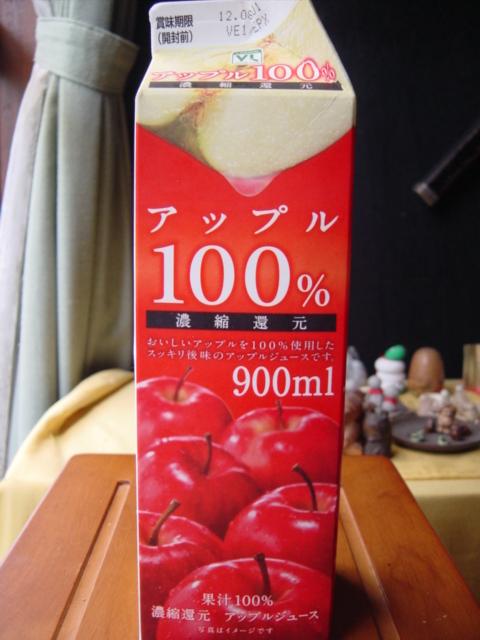 賞味期限
(開封前)
VL
アップル100%
濃縮還元
アップル
100%
濃縮還元
おいしいアップルを100%使用した
スッキリ後味のアップルジュースです。
900ml
果汁100%
濃縮還元 アップルジュース
写真はイメージです